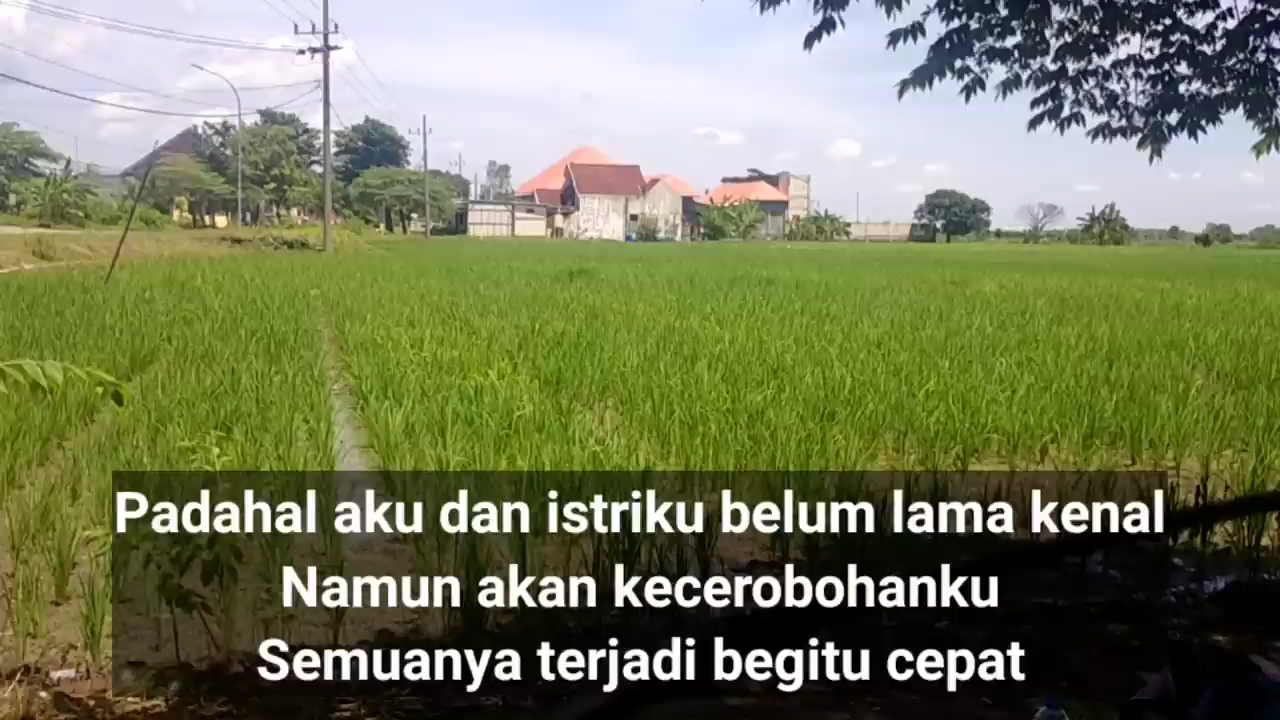 Padahal aku dan istriku belum lama kenal
Namun akan kecerobohanku
Semuanya terjadi begitu cepat